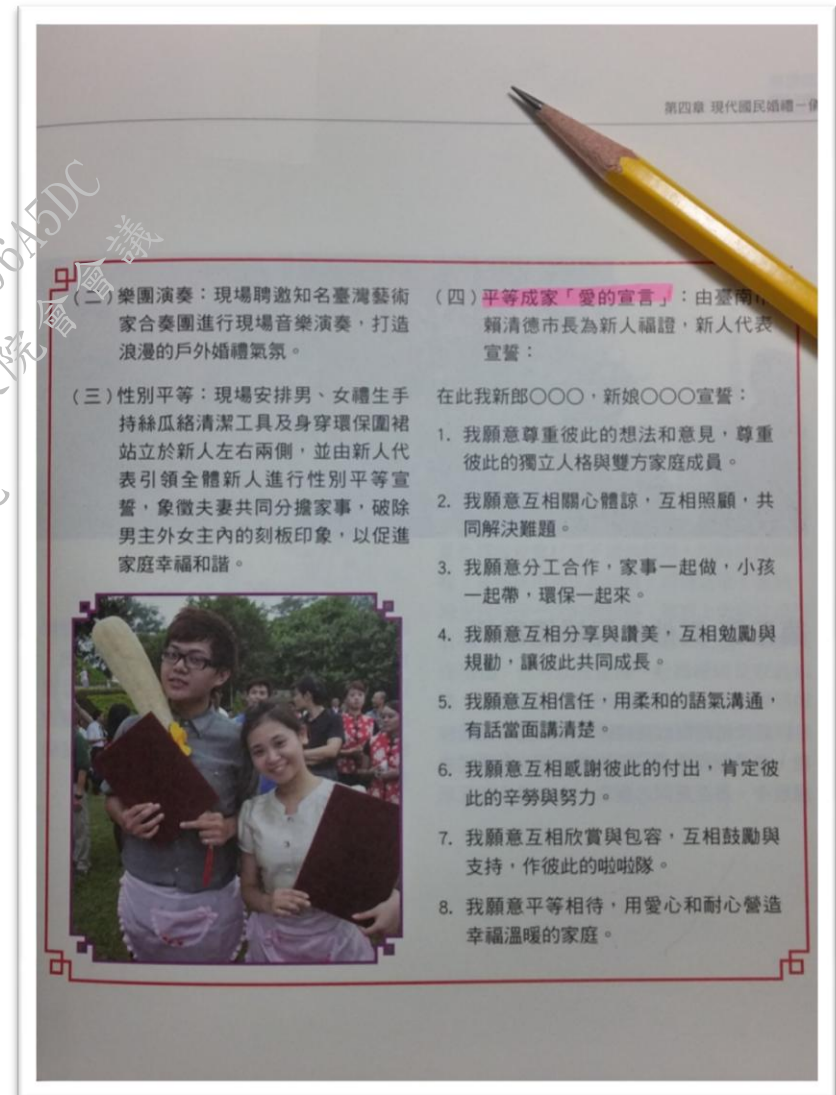 第四章 現代國民婚禮－
(二)樂團演奏：現場聘邀知名臺灣藝術
家合奏團進行現場音樂演奏，打造
浪漫的戶外婚禮氣氛。
(三)性別平等：現場安排男、女禮生手
持絲瓜絡清潔工具及身穿環保圍裙
站立於新人左右兩側，並由新人代
表引領全體新人進行性別平等宣
誓，象徵夫妻共同分擔家事，破除
男主外女主內的刻板印象，以促進
家庭幸福和諧。
(四)平等成家「愛的宣言」：由臺南市
賴清德市長為新人福證，新人代表
宣誓：
在此我新郎○○○，新娘○○○宣誓：
1. 我願意尊重彼此的想法和意見，尊重
彼此的獨立人格與雙方家庭成員。
2. 我願意互相關心體諒，互相照顧，共
同解決難題。
3. 我願意分工合作，家事一起做，小孩
一起帶，環保一起來。
4. 我願意互相分享與讚美，互相勉勵與
規勸，讓彼此共同成長。
5. 我願意互相信任，用柔和的語氣溝通，
有話當面講清楚。
6. 我願意互相感謝彼此的付出，肯定彼
此的辛勞與努力。
7. 我願意互相欣賞與包容，互相鼓勵與
支持，作彼此的啦啦隊。
8. 我願意平等相待，用愛心和耐心營造
幸福溫暖的家庭。
6A5DC
院會會議